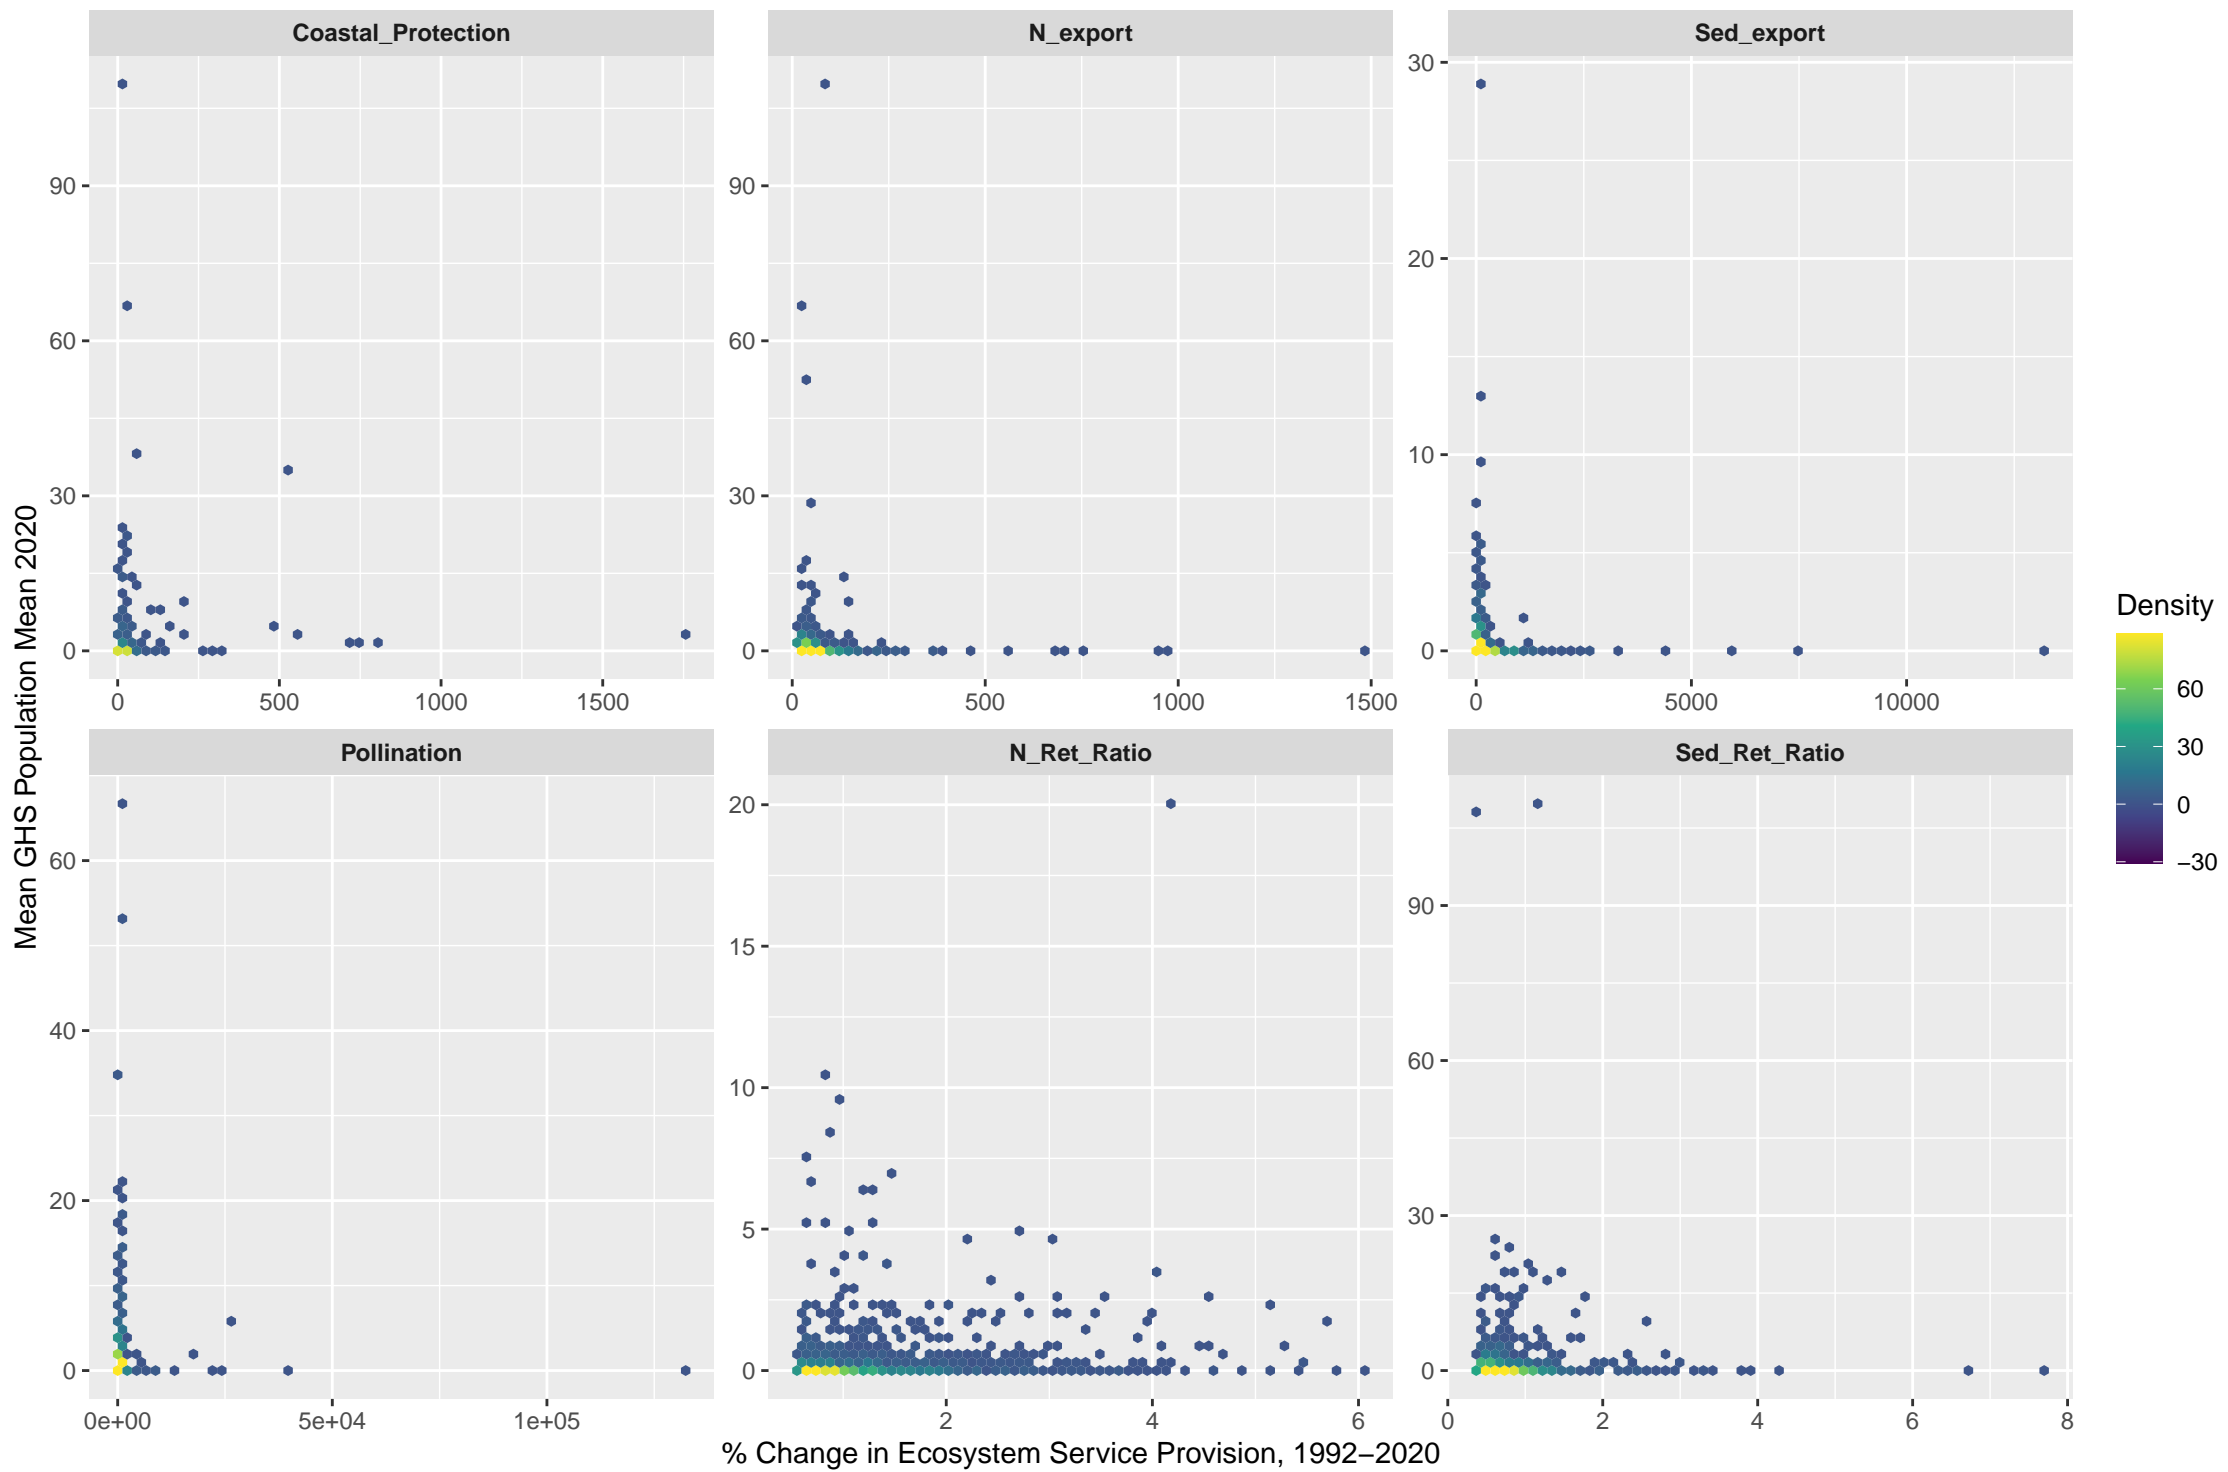 Coastal_Protection N_export Sed_export
90
60
30
0
0 500 1000 1500
90
60
30
0
0 500 1000 1500
30
20
10
0
0 5000 10000
Mean GHS Population Mean 2020
Pollination N_Ret_Ratio Sed_Ret_Ratio
60
40
20
0
0e+00 5e+04 1e+05
20
15
10
5
0
2 4 6
90
60
30
0
0 2 4 6 8
% Change in Ecosystem Service Provision, 1992−2020
Density
60
30
0
−30